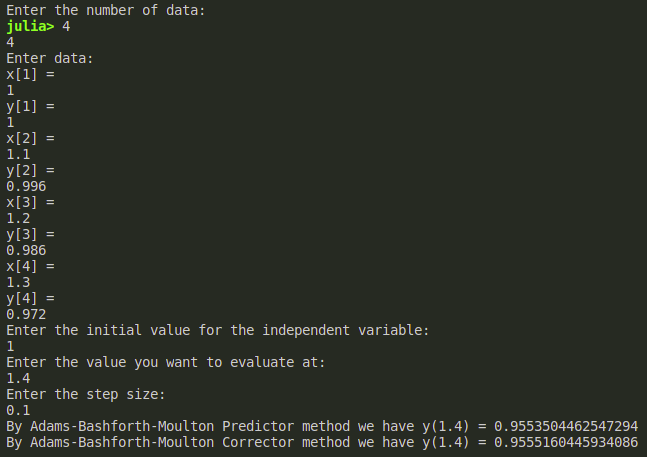 Enter the number of data:
julia> 4
4
Enter data:
x[1] =
1
y[1] =
1
x[2] =
1.1
y[2] =
0.996
x[3] =
1.2
y[3] =
0.986
x[4] =
1.3
y[4] =
0.972
Enter the initial value for the independent variable:
1
Enter the value you want to evaluate at:
1.4
Enter the step size:
0.1
By Adams-Bashforth-Moulton Predictor method we have y(1.4) = 0.9553504462547294
By Adams-Bashforth-Moulton Corrector method we have y(1.4) = 0.9555160445934086